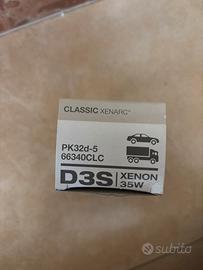 CLASSIC XENARC®
PK32d-5
66340CLC
D3S
XENON
35W
subito